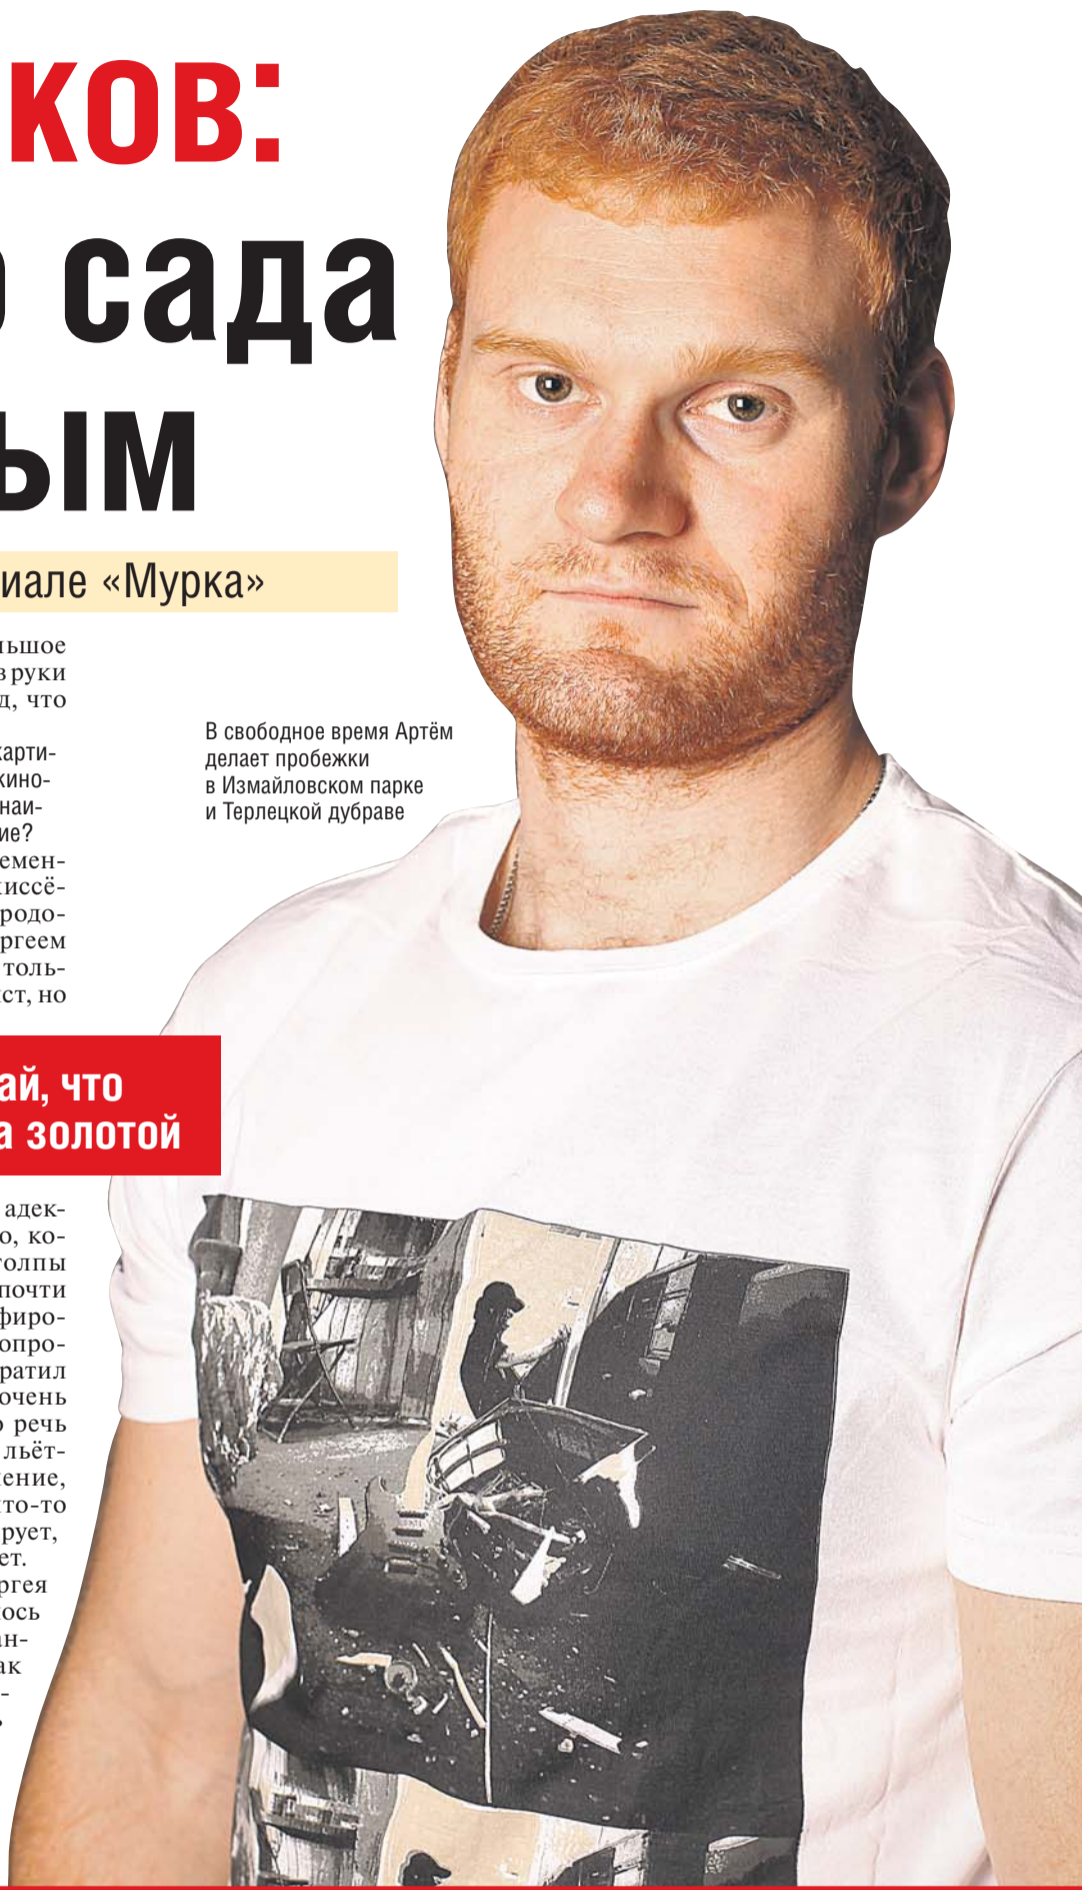 ков:
сада
ым
иале «Мурка»
льшое
в руки
д, что
карти-
кино-
наи-
ие?
емен-
иссё-
родо-
ргеем
толь-
ст, но
В свободное время Артём
делает пробежки
в Измайловском парке
и Терлецкой дубраве
ай, что
а золотой
адек-
о, ко-
толпы
почти
фиро-
опро-
ратил
очень
о речь
льёт-
ение,
что-то
рует,
ет.
ргея
ось
ан-
ак
-